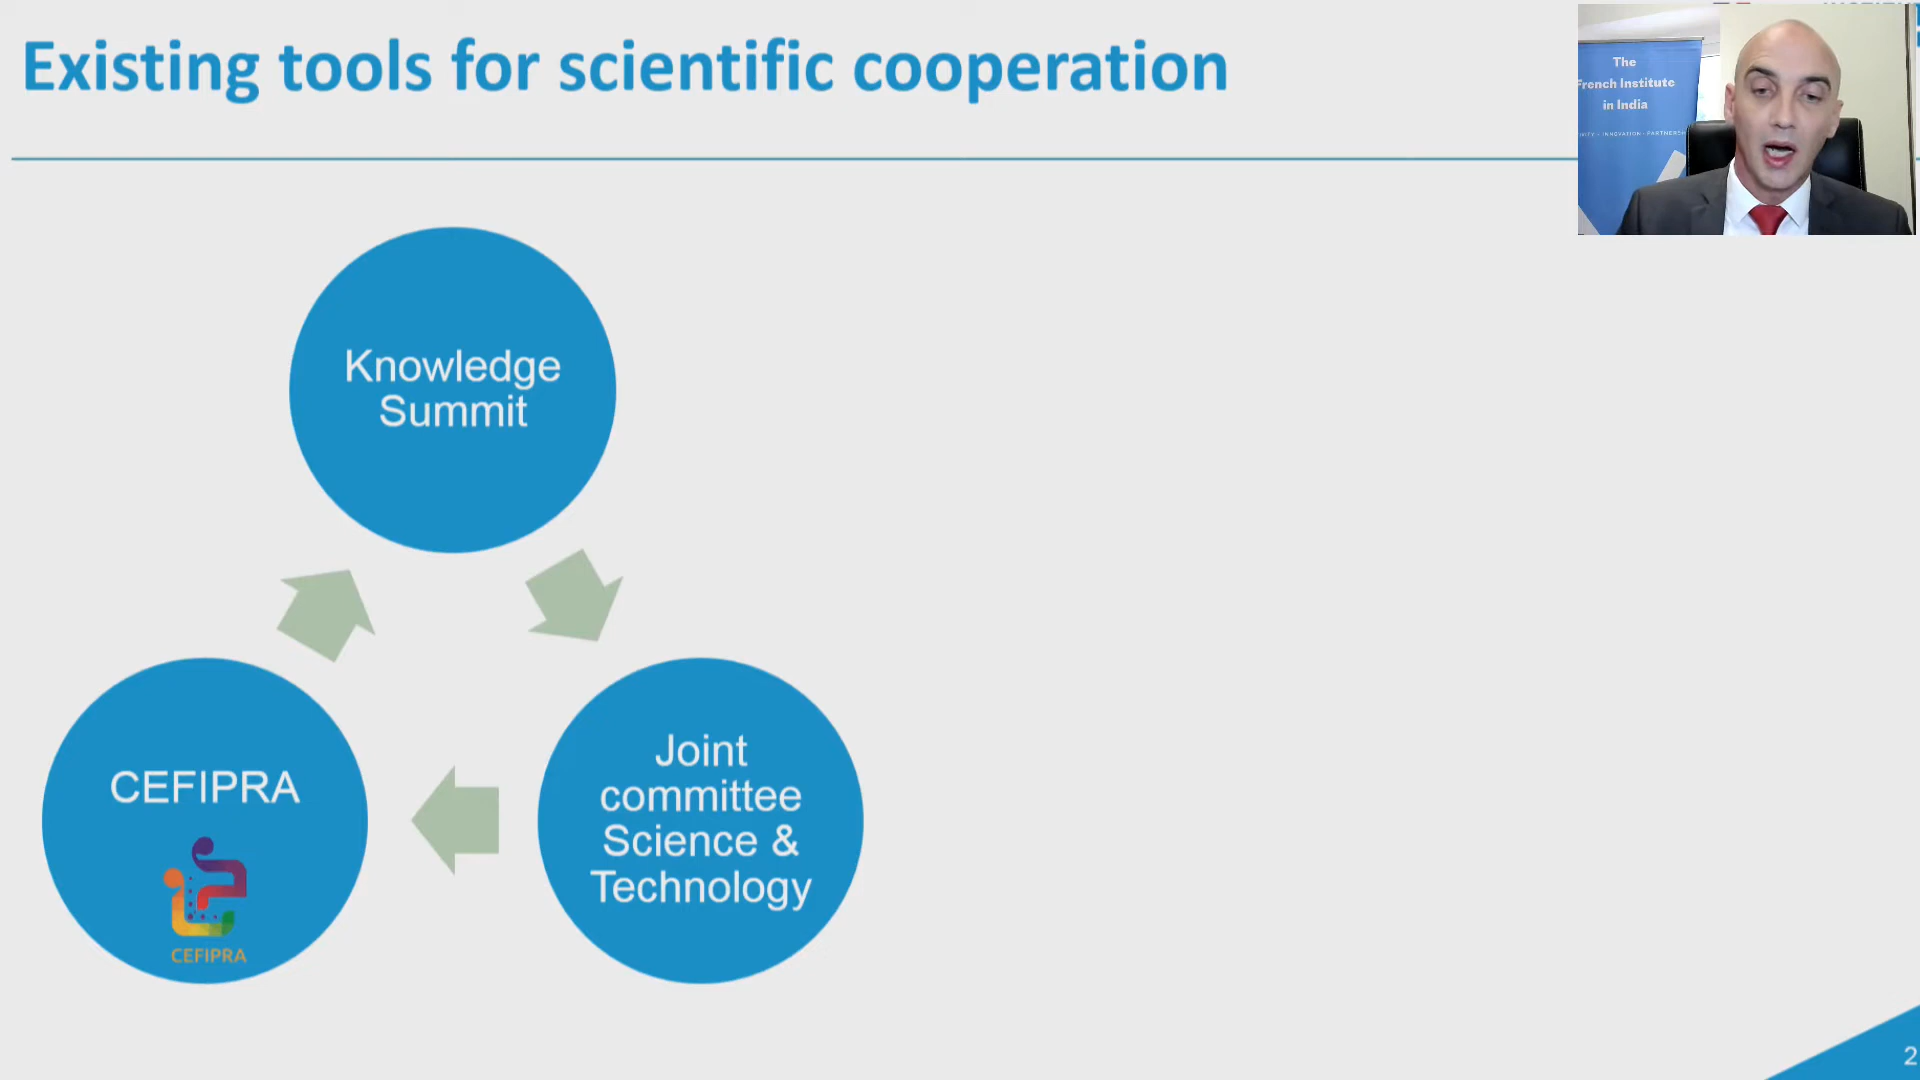 Existing tools for scientific cooperation
The
French Institute
in India
INNOVATION
Knowledge
Summit
CEFIPRA
CEFIPRA
Joint
committee
Science &
Technology
2